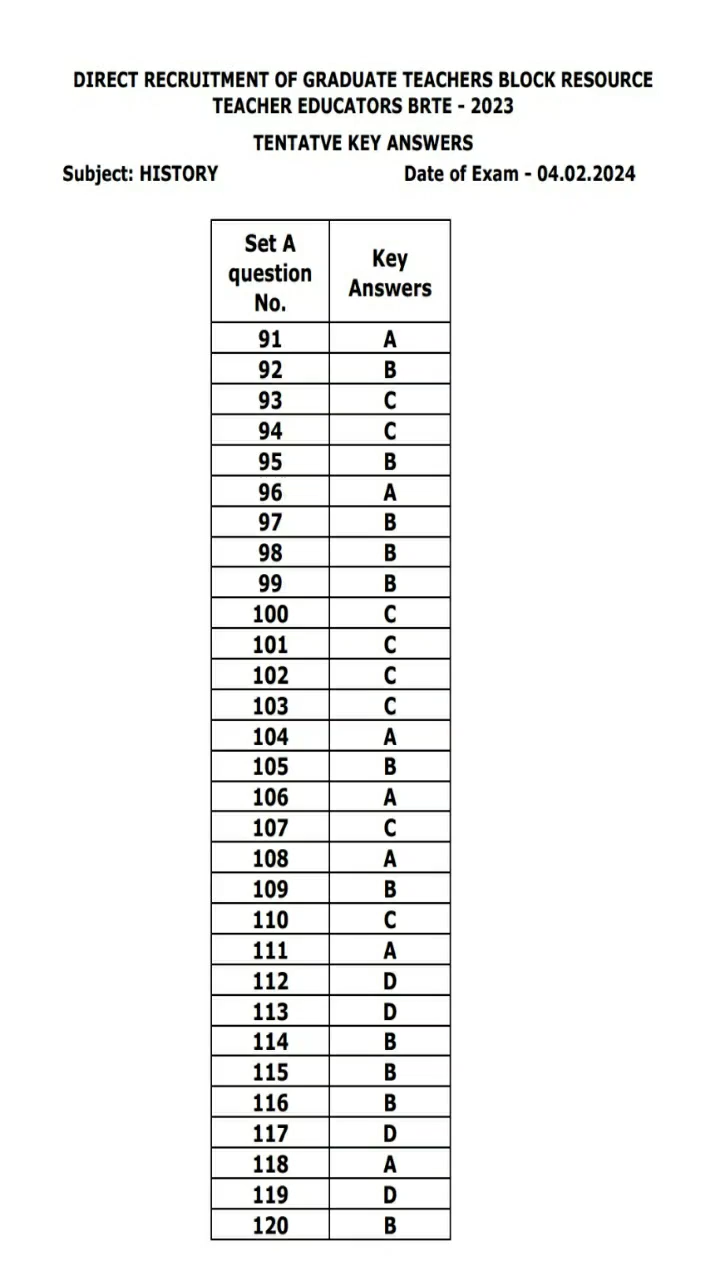 DIRECT RECRUITMENT OF GRADUATE TEACHERS BLOCK RESOURCE
TEACHER EDUCATORS BRTE - 2023
TENTATVE KEY ANSWERS
Subject: HISTORY Date of Exam - 04.02.2024
Set A question No. Key Answers
91 A
92 B
93 C
94 C
95 B
96 A
97 B
98 B
99 B
100 C
101 C
102 C
103 C
104 A
105 B
106 A
107 C
108 A
109 B
110 C
111 A
112 D
113 D
114 B
115 B
116 B
117 D
118 A
119 D
120 B